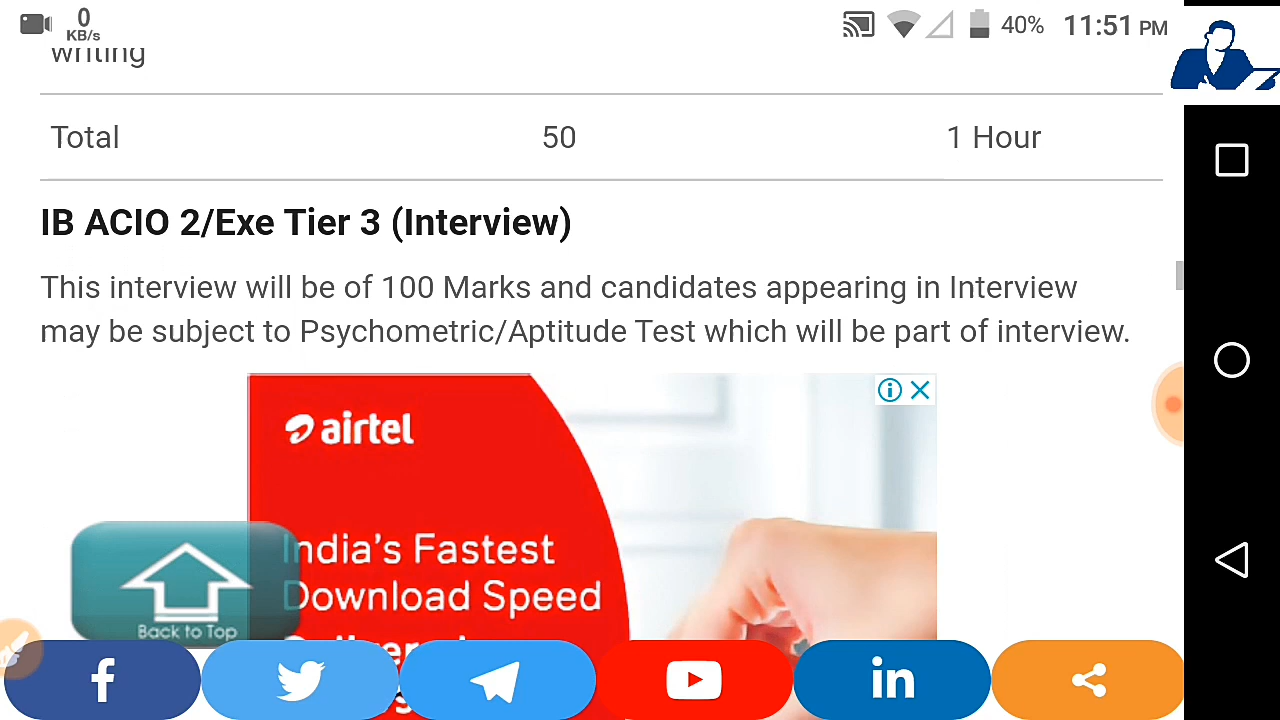 0
KB/s
40% 11:51 PM
writing
Total 50 1 Hour
IB ACIO 2/Exe Tier 3 (Interview)
This interview will be of 100 Marks and candidates appearing in Interview
may be subject to Psychometric/Aptitude Test which will be part of interview.
airtel
India's Fastest
Download Speed
Back to Top
f
in